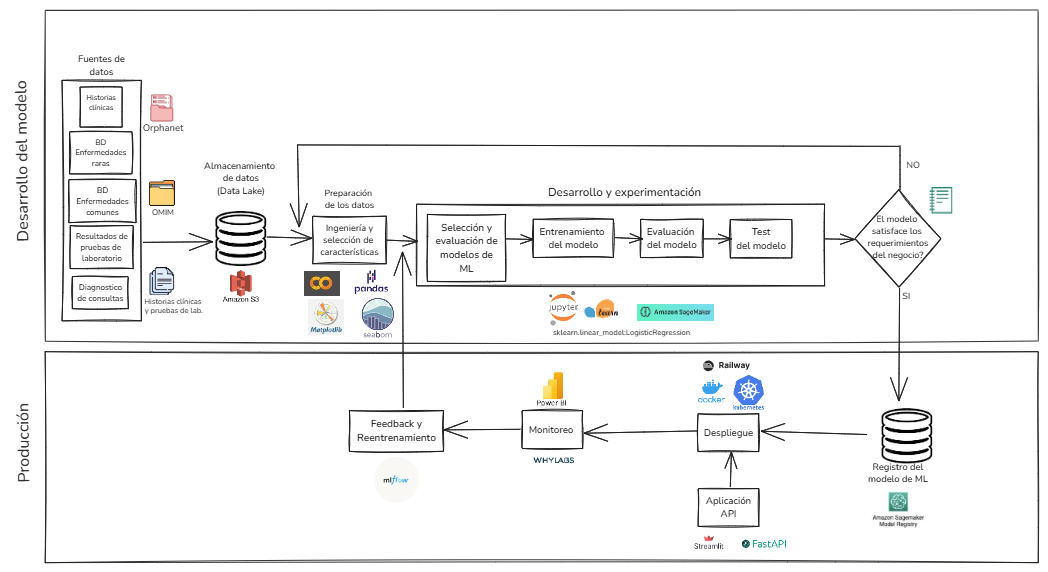 Desarrollo del modelo
Fuentes de
datos
Historias
clínicas
BD
Enfermedades
raras
BD
Enfermedades
comunes
Resultados de
pruebas de
laboratorio
Diagnostico
de consultas
Orphanet
OMIM
Historias clínicas
y pruebas de lab.
Almacenamiento
de datos
(Data Lake)
Amazon S3
Preparación
de los datos
Ingeniería y
selección de
características
CO
pandas
Matplotlib
seaborn
Desarrollo y experimentación
Selección y
evaluación de
modelos de
ML
Entrenamiento
del modelo
Evaluación
del modelo
Test
del modelo
jupyter
learn
Amazon SageMaker
sklearn.linear_model:LogisticRegression
NO
El modelo
satisface los
requerimientos
del negocio?
SI
Producción
Registro del
modelo de ML
Amazon Sagemaker
Model Registry
Railway
docker
kubernetes
Despliegue
Aplicación
API
Streamlit
FastAPI
Power BI
Monitoreo
WHYLABS
Feedback y
Reentrenamiento
mlflow